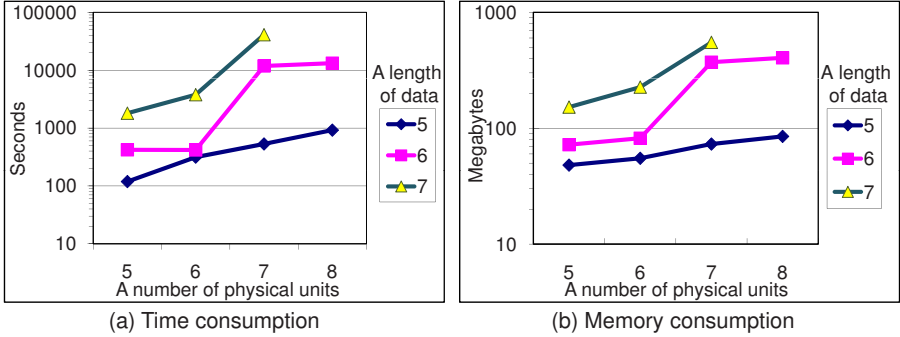 100000
10000
1000
100
10
Seconds
5 6 7 8
A number of physical units
A length
of data
5
6
7
(a) Time consumption
1000
100
10
Megabytes
5 6 7 8
A number of physical units
A length
of data
5
6
7
(b) Memory consumption